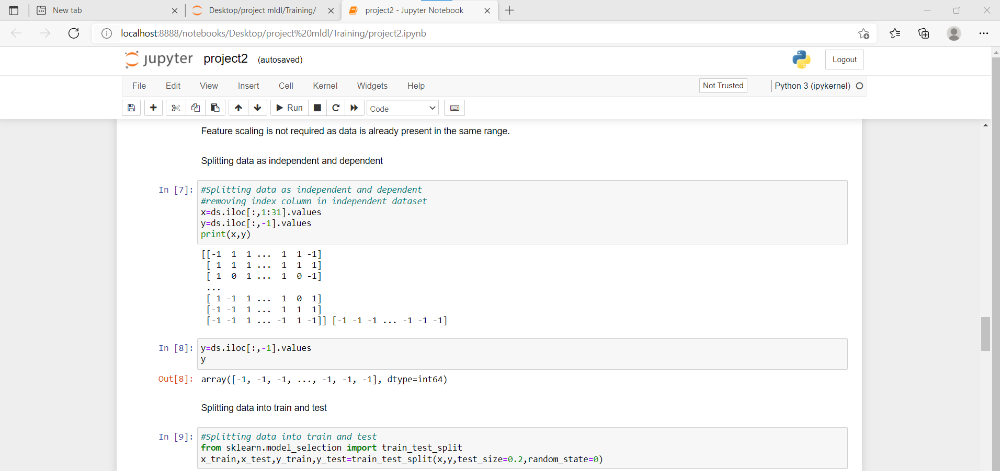 New tab
Desktop/project mldl/Training/
project2 - Jupyter Notebook
localhost:8888/notebooks/Desktop/project%20mldl/Training/project2.ipynb
jupyter project2 (autosaved)
Logout
File Edit View Insert Cell Kernel Widgets Help
Not Trusted
Python 3 (ipykernel)
Run
Code
Feature scaling is not required as data is already present in the same range.
Splitting data as independent and dependent
In [7]: #Splitting data as independent and dependent
#removing index column in independent dataset
x=ds.iloc[:,1:31].values
y=ds.iloc[:,-1].values
print(x,y)
[[-1  1  1 ...  1  1 -1]
 [ 1  1  1 ...  1  1  1]
 [ 1  0  1 ...  1  0 -1]
 ...
 [ 1 -1  1 ...  1  0  1]
 [-1 -1  1 ...  1  1  1]
 [-1 -1  1 ... -1  1 -1]] [-1 -1 -1 ... -1 -1 -1]
In [8]: y=ds.iloc[:,-1].values
y
Out[8]: array([-1, -1, -1, ..., -1, -1, -1], dtype=int64)
Splitting data into train and test
In [9]: #Splitting data into train and test
from sklearn.model_selection import train_test_split
x_train,x_test,y_train,y_test=train_test_split(x,y,test_size=0.2,random_state=0)